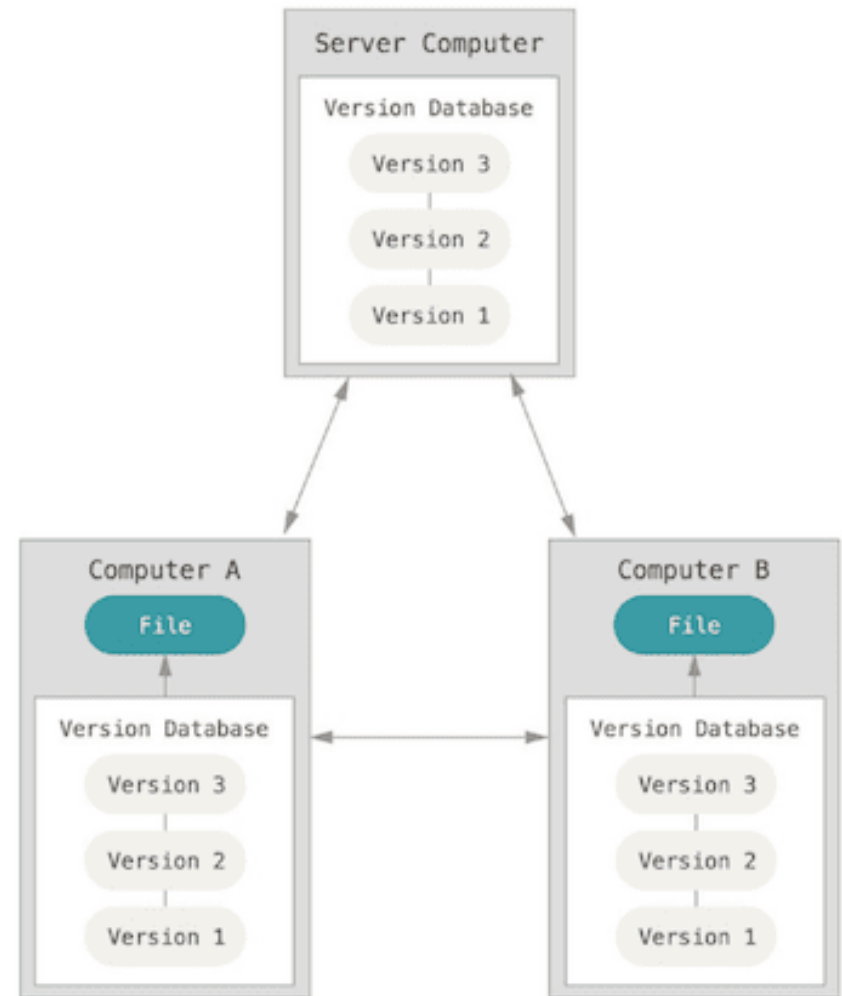 Server Computer
Version Database
Version 3
Version 2
Version 1
Computer A
File
Version Database
Version 3
Version 2
Version 1
Computer B
File
Version Database
Version 3
Version 2
Version 1